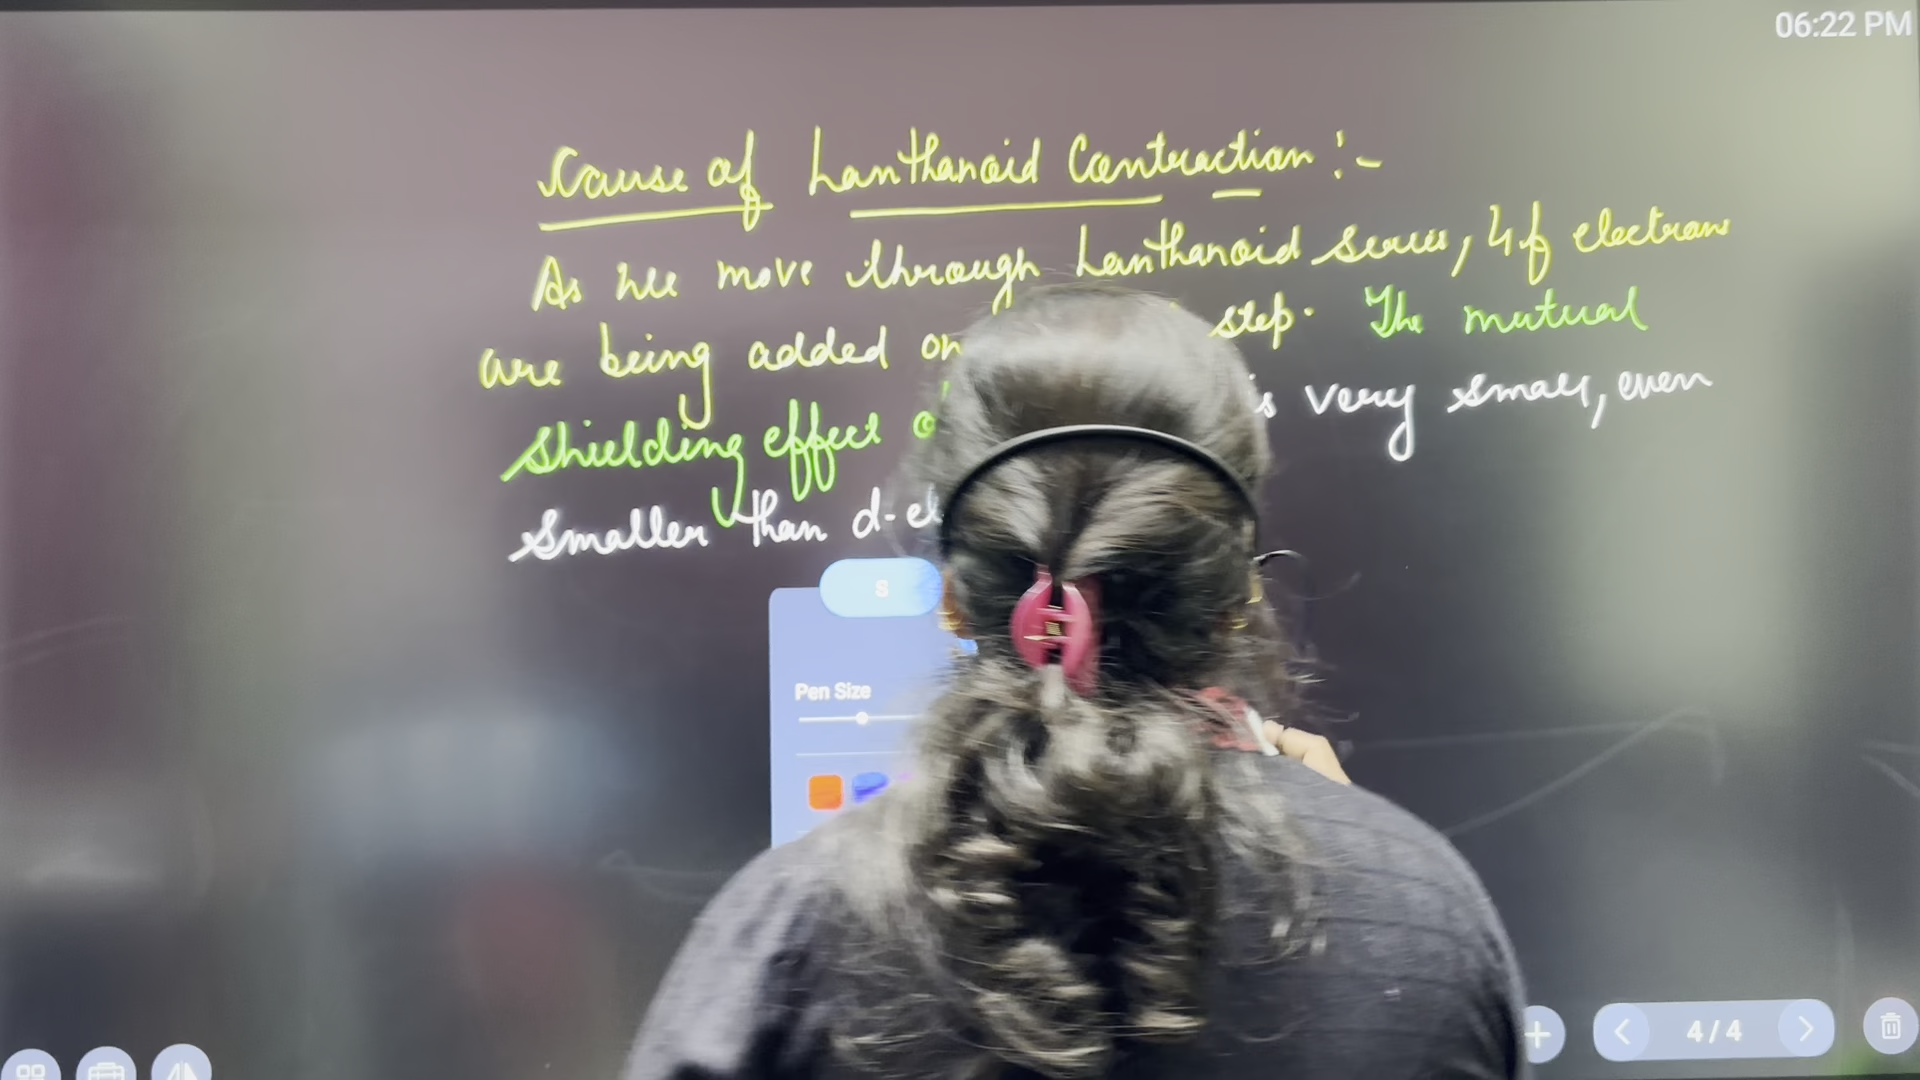 06:22 PM
Cause of Lanthanoid Contraction :-
As we move through Lanthanoid series, 4f electrons
are being added on step. The mutual
shielding effect is very small, even
smaller than d-el
S
Pen Size
4/4